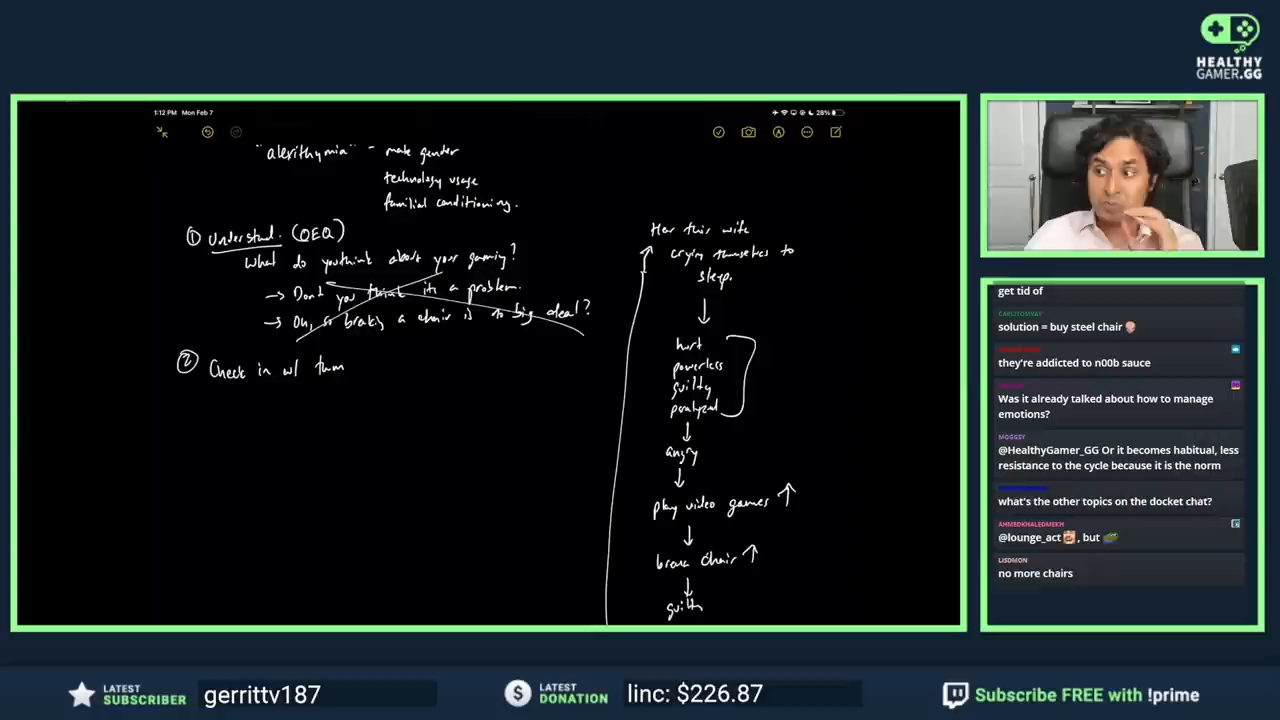 HEALTHY
GAMER.GG
1:12 PM Mon Feb 7
28%
"alexithymia" - male gender
technology usage
familial conditioning.
① Understand. (OEQ)
What do you think about your gaming?
→ Don't you think its a problem.
→ Oh, so breaking a chair is no big deal?
② Check in w/ them
Hear this wife
crying themselves to
sleep.
↓
hurt
powerless
guilty
paralyzed
↓
angry
↓
play video games ↑
↓
break chair ↑
↓
guilty
get tid of
CARLITOMVAY
solution = buy steel chair
they're addicted to n00b sauce
Was it already talked about how to manage
emotions?
MOGGSY
@HealthyGamer_GG Or it becomes habitual, less
resistance to the cycle because it is the norm
what's the other topics on the docket chat?
AHMEDKHALEDMEKH
@lounge_act , but
LISDMON
no more chairs
LATEST
SUBSCRIBER
gerrittv187
LATEST
DONATION
linc: $226.87
Subscribe FREE with !prime